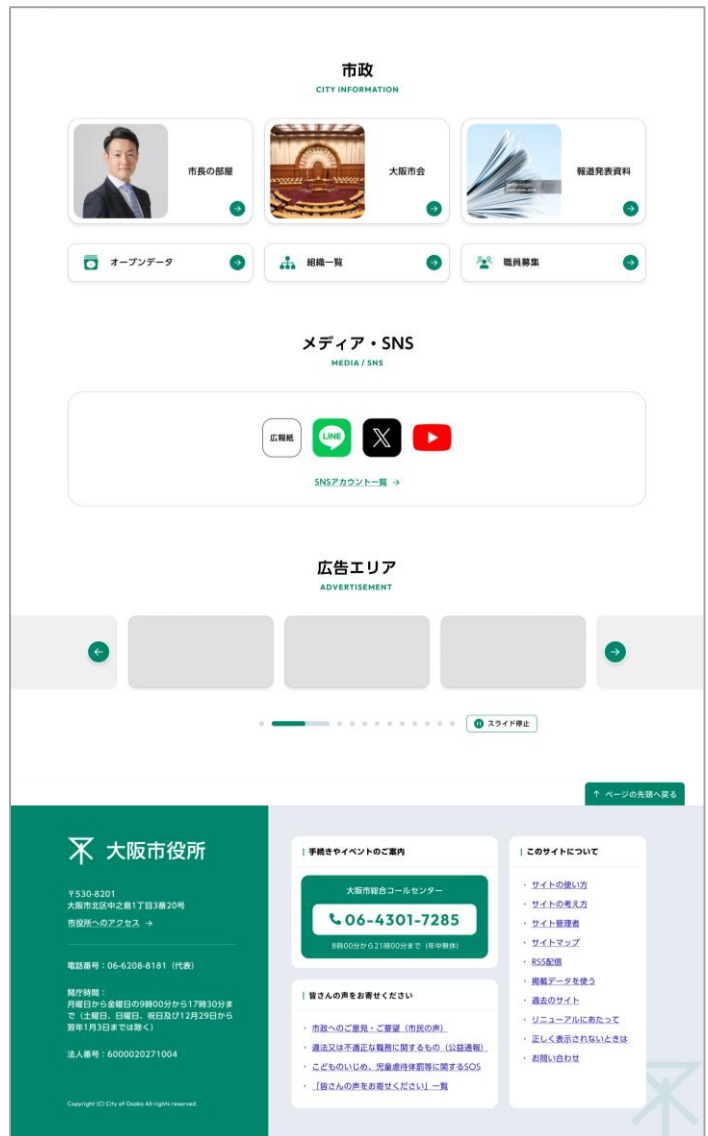 市政
CITY INFORMATION
市長の部屋
大阪市会
報道発表資料
オープンデータ
組織一覧
職員募集
メディア・SNS
MEDIA / SNS
広報紙
LINE
X
SNSアカウント一覧 →
広告エリア
ADVERTISEMENT
スライド停止
↑ ページの先頭へ戻る
大阪市役所
〒530-8201
大阪市北区中之島1丁目3番20号
市役所へのアクセス →
電話番号：06-6208-8181（代表）
開庁時間：
月曜日から金曜日の9時00分から17時30分ま
で（土曜日、日曜日、祝日及び12月29日から
翌年1月3日までは除く）
法人番号：6000020271004
Copyright (C) City of Osaka All rights reserved.
手続きやイベントのご案内
大阪市総合コールセンター
06-4301-7285
8時00分から21時00分まで（年中無休）
皆さんの声をお寄せください
・ 市政へのご意見・ご要望（市民の声）
・ 違法又は不適正な職務に関するもの（公益通報）
・ こどものいじめ、児童虐待体罰等に関するSOS
・ 「皆さんの声をお寄せください」一覧
このサイトについて
・ サイトの使い方
・ サイトの考え方
・ サイト管理者
・ サイトマップ
・ RSS配信
・ 掲載データを使う
・ 過去のサイト
・ リニューアルにあたって
・ 正しく表示されないときは
・ お問い合わせ